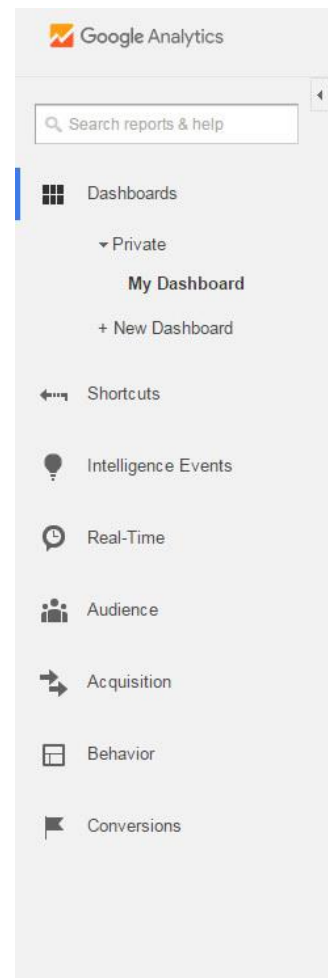 Google Analytics
Search reports & help
Dashboards
Private
My Dashboard
+ New Dashboard
Shortcuts
Intelligence Events
Real-Time
Audience
Acquisition
Behavior
Conversions